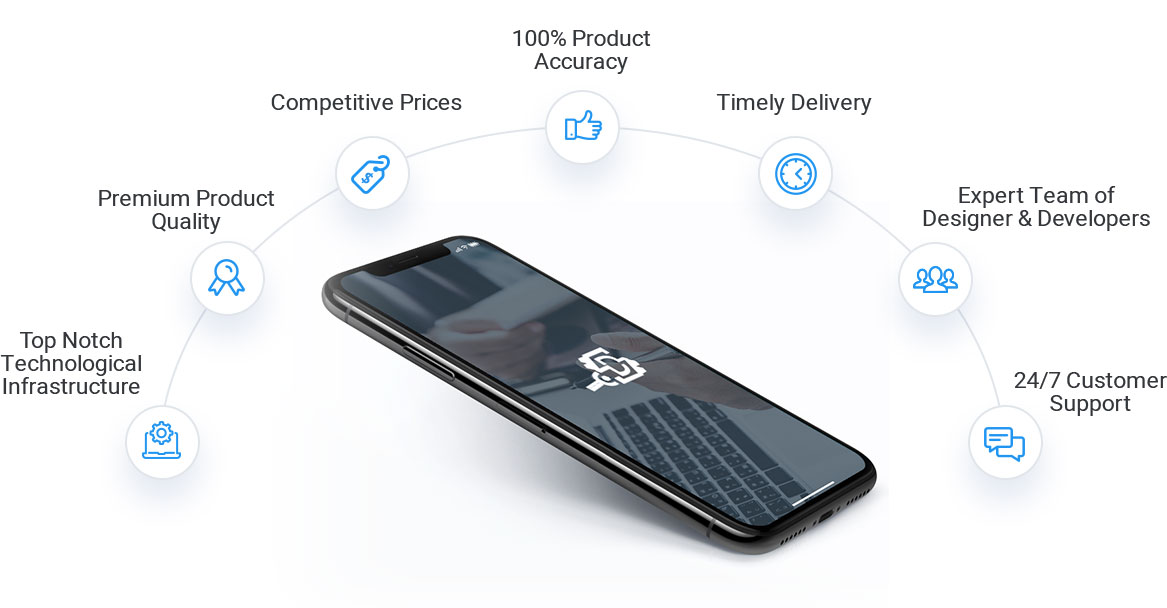 100% Product
Accuracy
Competitive Prices
Timely Delivery
Premium Product
Quality
Expert Team of
Designer & Developers
Top Notch
Technological
Infrastructure
24/7 Customer
Support